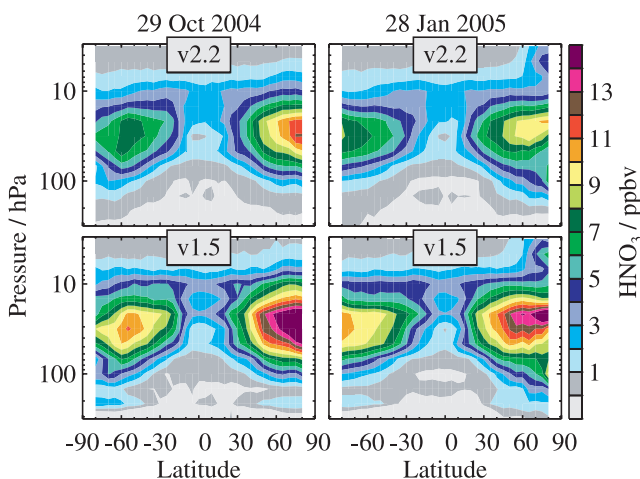 29 Oct 2004 28 Jan 2005
v2.2 v2.2
10
100
Pressure / hPa
v1.5 v1.5
10
100
-90 -60 -30 0 30 60 90 -60 -30 0 30 60 90
Latitude Latitude
13
11
9
7
5
3
1
HNO3 / ppbv